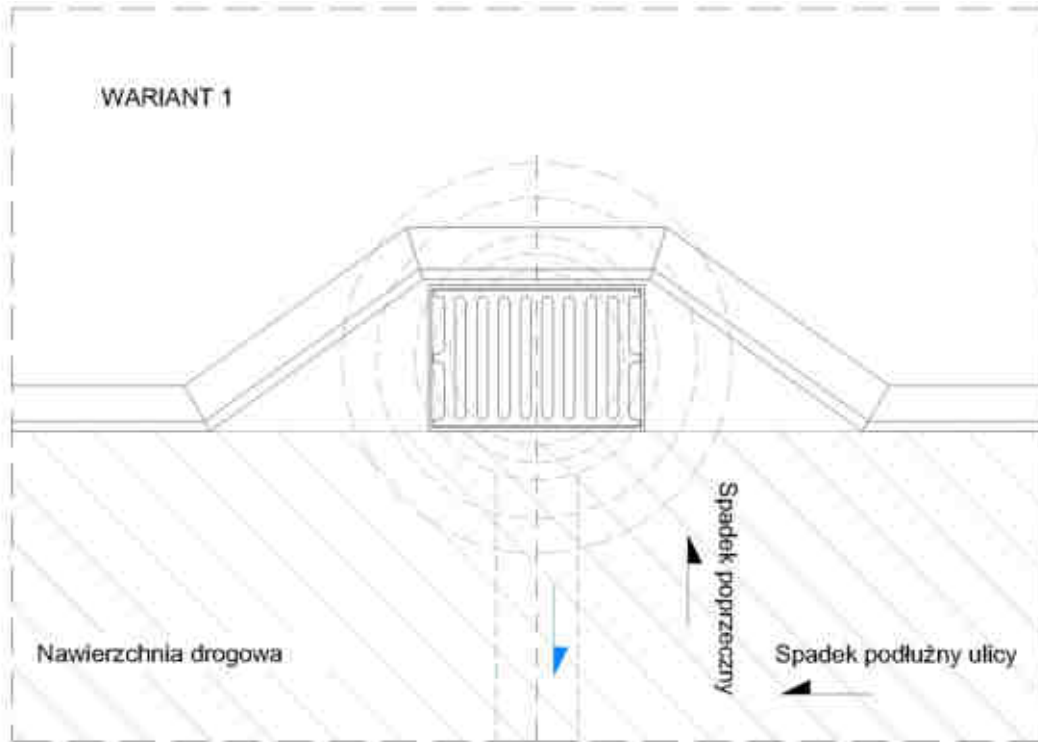 WARIANT 1
Spadek poprzeczny
Nawierzchnia drogowa
Spadek podłużny ulicy